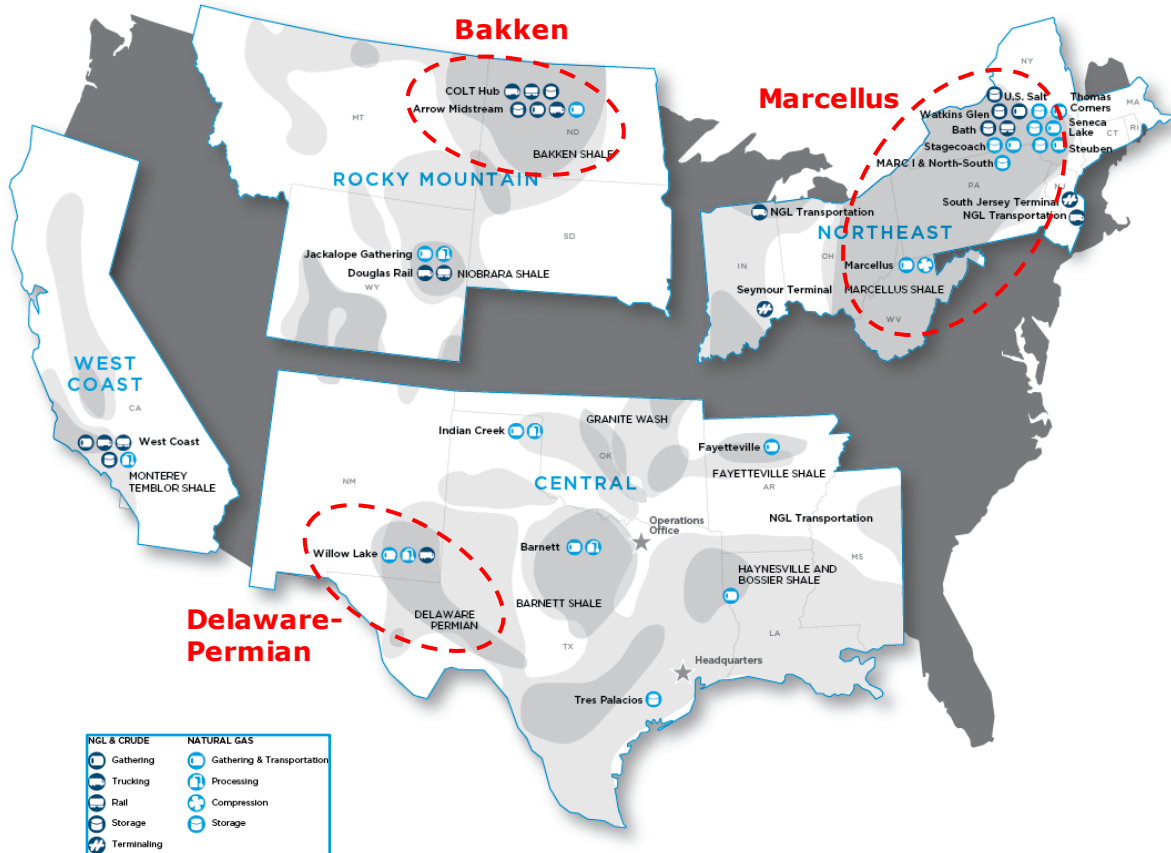 Bakken
COLT Hub
Arrow Midstream
MT
ND
BAKKEN SHALE
ROCKY MOUNTAIN
SD
Jackalope Gathering
Douglas Rail
NIOBRARA SHALE
WY
Marcellus
NY
U.S. Salt
Thomas
Corners
MA
Watkins Glen
Bath
Seneca
Lake
CT
RI
Stagecoach
Steuben
MARC I & North-South
PA
NJ
South Jersey Terminal
NGL Transportation
NGL Transportation
NORTHEAST
OH
IN
Marcellus
MARCELLUS SHALE
Seymour Terminal
WV
WEST
COAST
CA
West Coast
MONTEREY
TEMBLOR SHALE
Indian Creek
GRANITE WASH
OK
Fayetteville
FAYETTEVILLE SHALE
AR
NM
CENTRAL
NGL Transportation
Operations
Office
MS
Willow Lake
Barnett
HAYNESVILLE AND
BOSSIER SHALE
BARNETT SHALE
DELAWARE
PERMIAN
Delaware-
Permian
TX
LA
Headquarters
Tres Palacios
NGL & CRUDE
Gathering
Trucking
Rail
Storage
Terminaling
NATURAL GAS
Gathering & Transportation
Processing
Compression
Storage